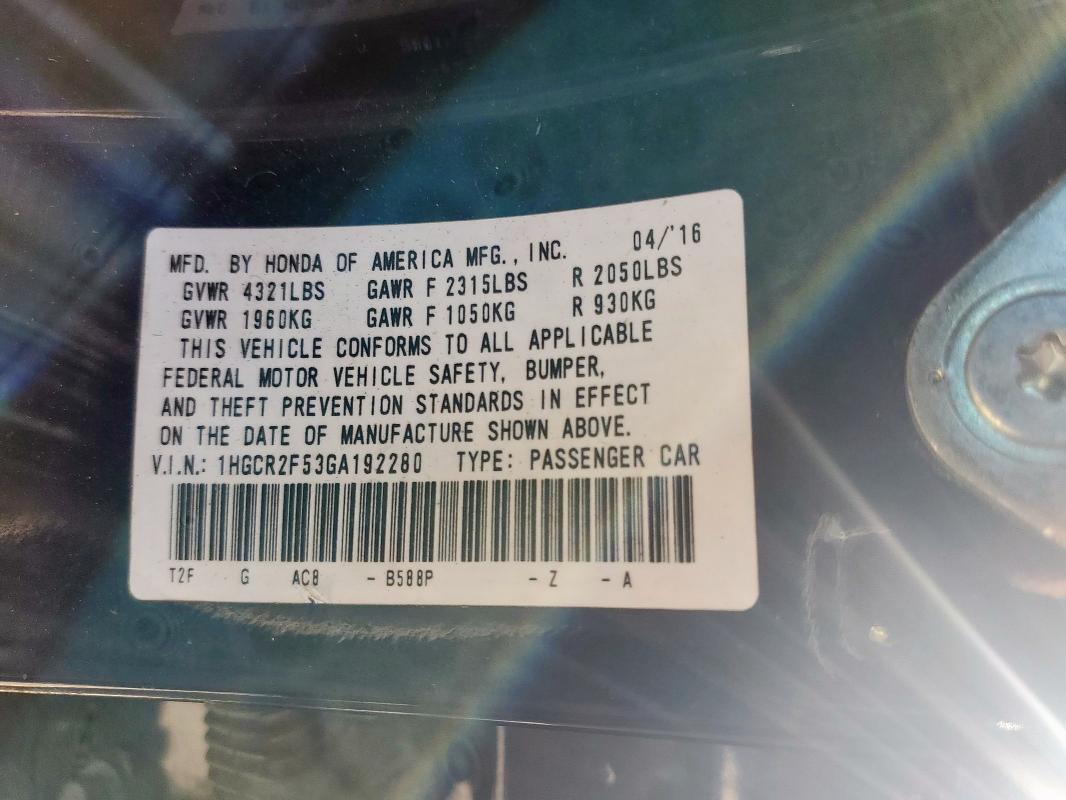 MFD. BY HONDA OF AMERICA MFG., INC. 04/'16
GVWR 4321LBS GAWR F 2315LBS R 2050LBS
GVWR 1960KG GAWR F 1050KG R 930KG
THIS VEHICLE CONFORMS TO ALL APPLICABLE
FEDERAL MOTOR VEHICLE SAFETY, BUMPER,
AND THEFT PREVENTION STANDARDS IN EFFECT
ON THE DATE OF MANUFACTURE SHOWN ABOVE.
V.I.N.: 1HGCR2F53GA192280 TYPE: PASSENGER CAR
T2F G AC8 - B588P - Z - A